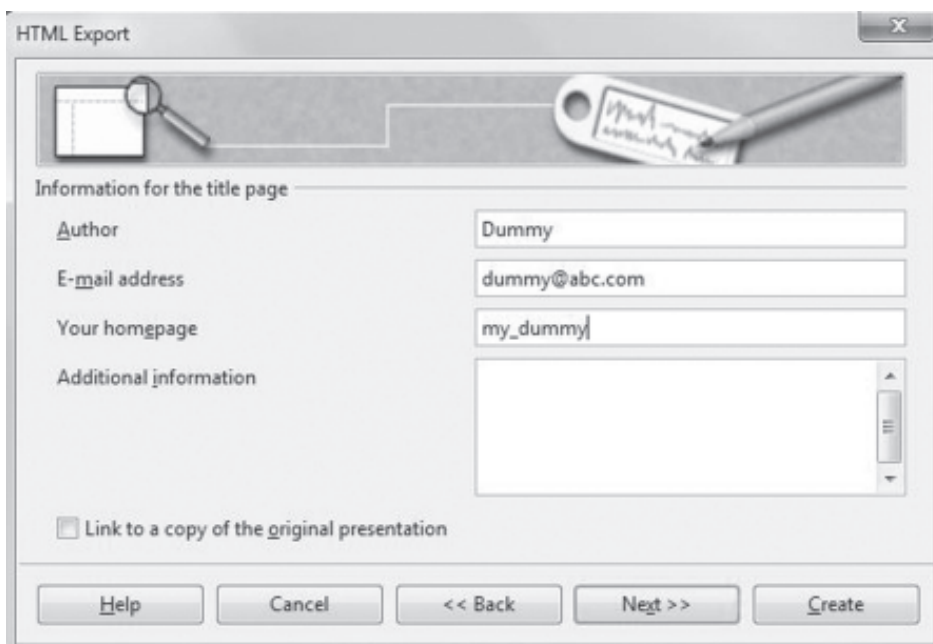 HTML Export
Information for the title page
Author Dummy
E-mail address dummy@abc.com
Your homepage my_dummy
Additional information
Link to a copy of the original presentation
Help Cancel << Back Next >> Create